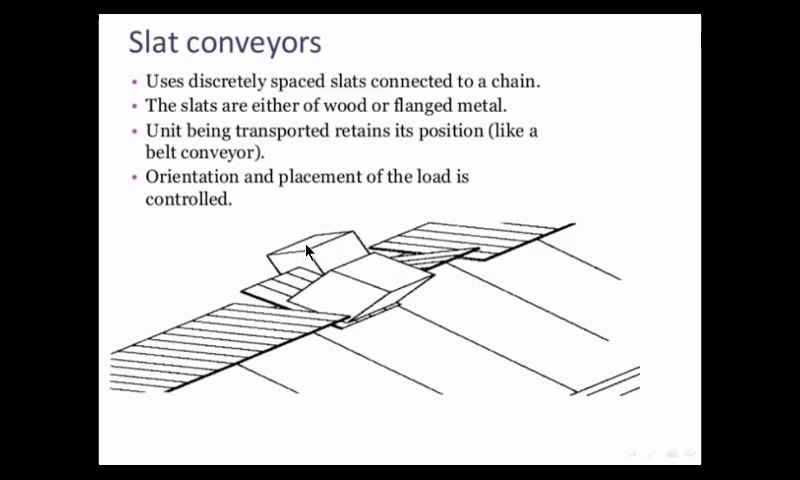 Slat conveyors
• Uses discretely spaced slats connected to a chain.
• The slats are either of wood or flanged metal.
• Unit being transported retains its position (like a
belt conveyor).
• Orientation and placement of the load is
controlled.